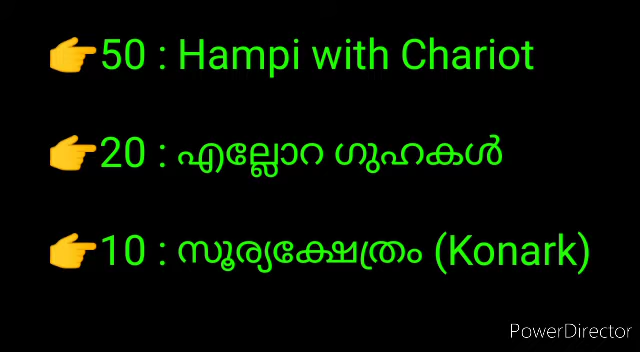 👉50 : Hampi with Chariot
👉20 : എല്ലോറ ഗുഹകൾ
👉10 : സൂര്യക്ഷേത്രം (Konark)
PowerDirector